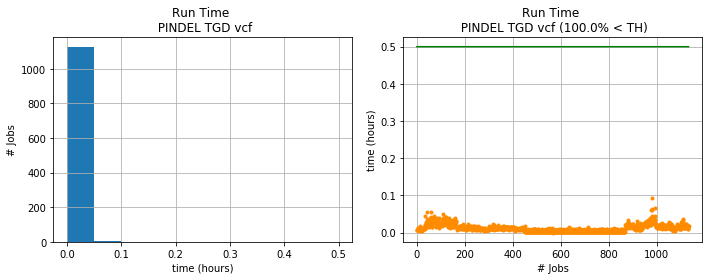 Run Time
PINDEL TGD vcf
# Jobs
1000
800
600
400
200
0
0.0 0.1 0.2 0.3 0.4 0.5
time (hours)
Run Time
PINDEL TGD vcf (100.0% < TH)
time (hours)
0.5
0.4
0.3
0.2
0.1
0.0
0 200 400 600 800 1000
# Jobs